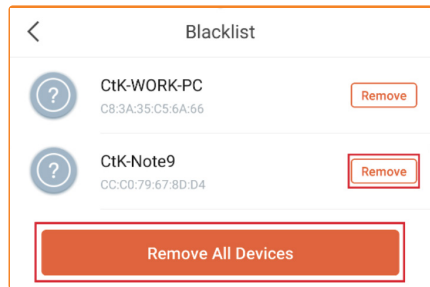 Blacklist
?
CtK-WORK-PC
C8:3A:35:C5:6A:66
Remove
?
CtK-Note9
CC:C0:79:67:8D:D4
Remove
Remove All Devices